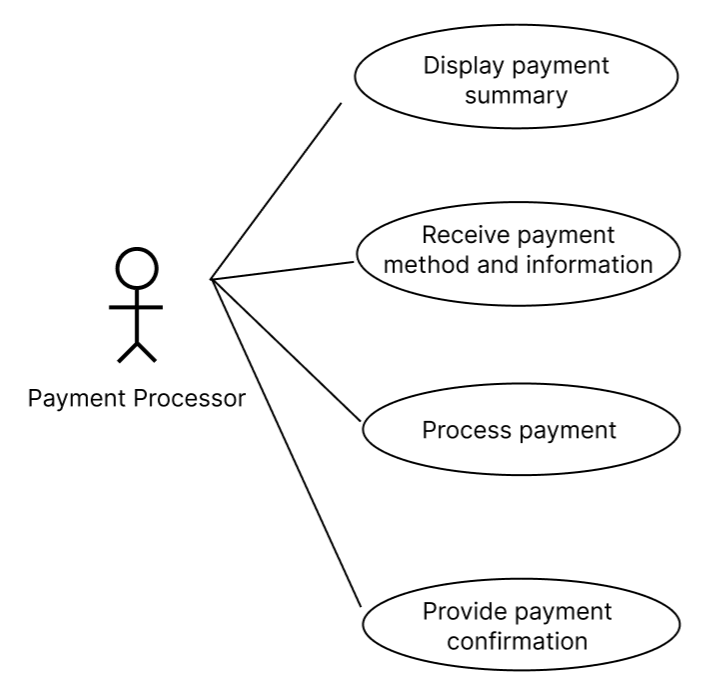 Display payment
summary
Receive payment
method and information
Payment Processor
Process payment
Provide payment
confirmation